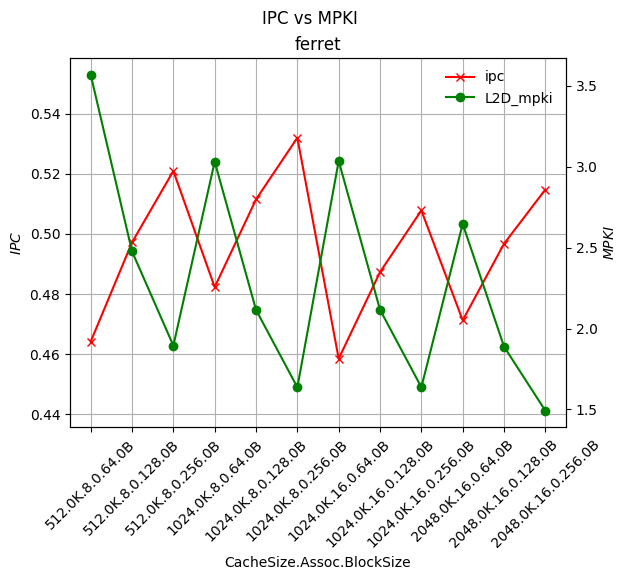 IPC vs MPKI
ferret
ipc
L2D_mpki
0.54
0.52
0.50
0.48
0.46
0.44
IPC
3.5
3.0
2.5
2.0
1.5
MPKI
512.0K.8.0.64.0B
512.0K.8.0.128.0B
512.0K.8.0.256.0B
1024.0K.8.0.64.0B
1024.0K.8.0.128.0B
1024.0K.8.0.256.0B
1024.0K.16.0.64.0B
1024.0K.16.0.128.0B
1024.0K.16.0.256.0B
2048.0K.16.0.64.0B
2048.0K.16.0.128.0B
2048.0K.16.0.256.0B
CacheSize.Assoc.BlockSize